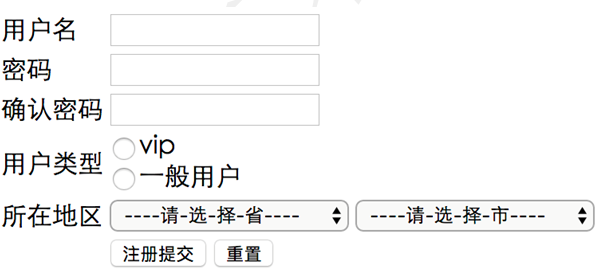 用户名
密码
确认密码
用户类型
vip
一般用户
所在地区 ----请-选-择-省---- ----请-选-择-市----
注册提交 重置